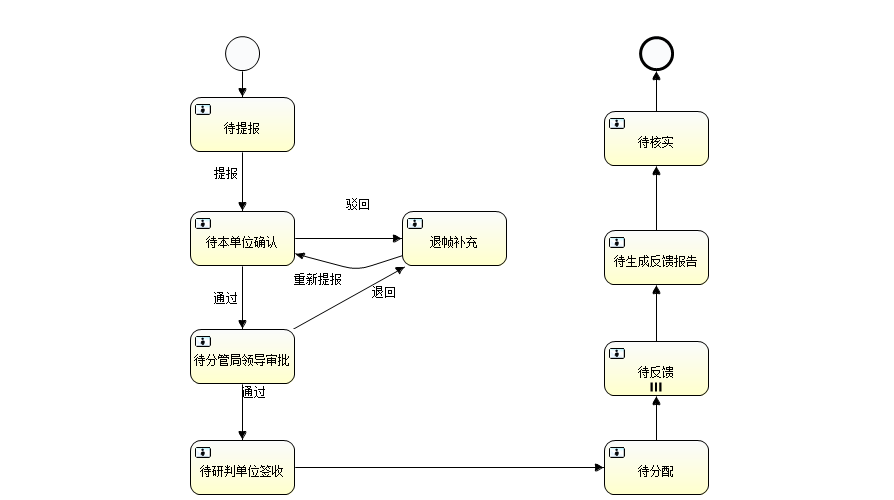 待提报
提报
待本单位确认
驳回
退帧补充
重新提报
退回
通过
待分管局领导审批
通过
待研判单位签收
待分配
待反馈
待生成反馈报告
待核实